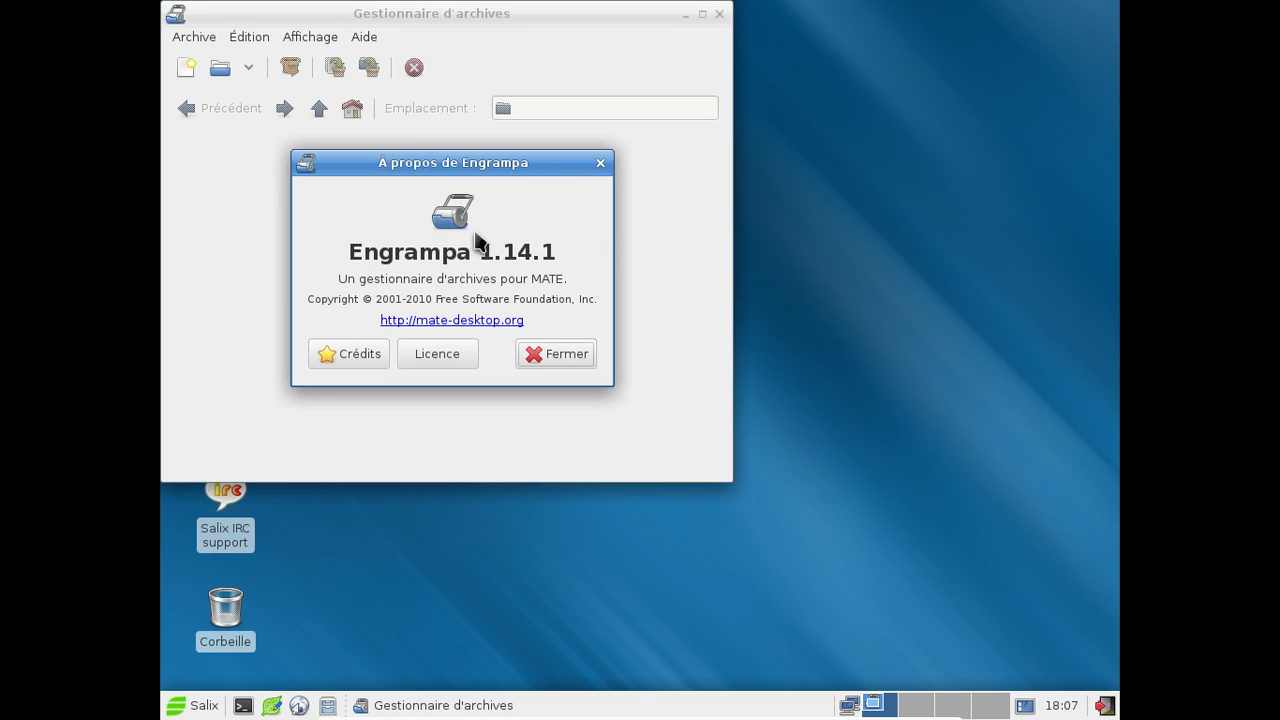 Gestionnaire d'archives
Archive Édition Affichage Aide
Précédent Emplacement :
À propos de Engrampa
Engrampa 1.14.1
Un gestionnaire d'archives pour MATE.
Copyright © 2001-2010 Free Software Foundation, Inc.
http://mate-desktop.org
Crédits Licence Fermer
irc
Salix IRC
support
Corbeille
Salix Gestionnaire d'archives 18:07